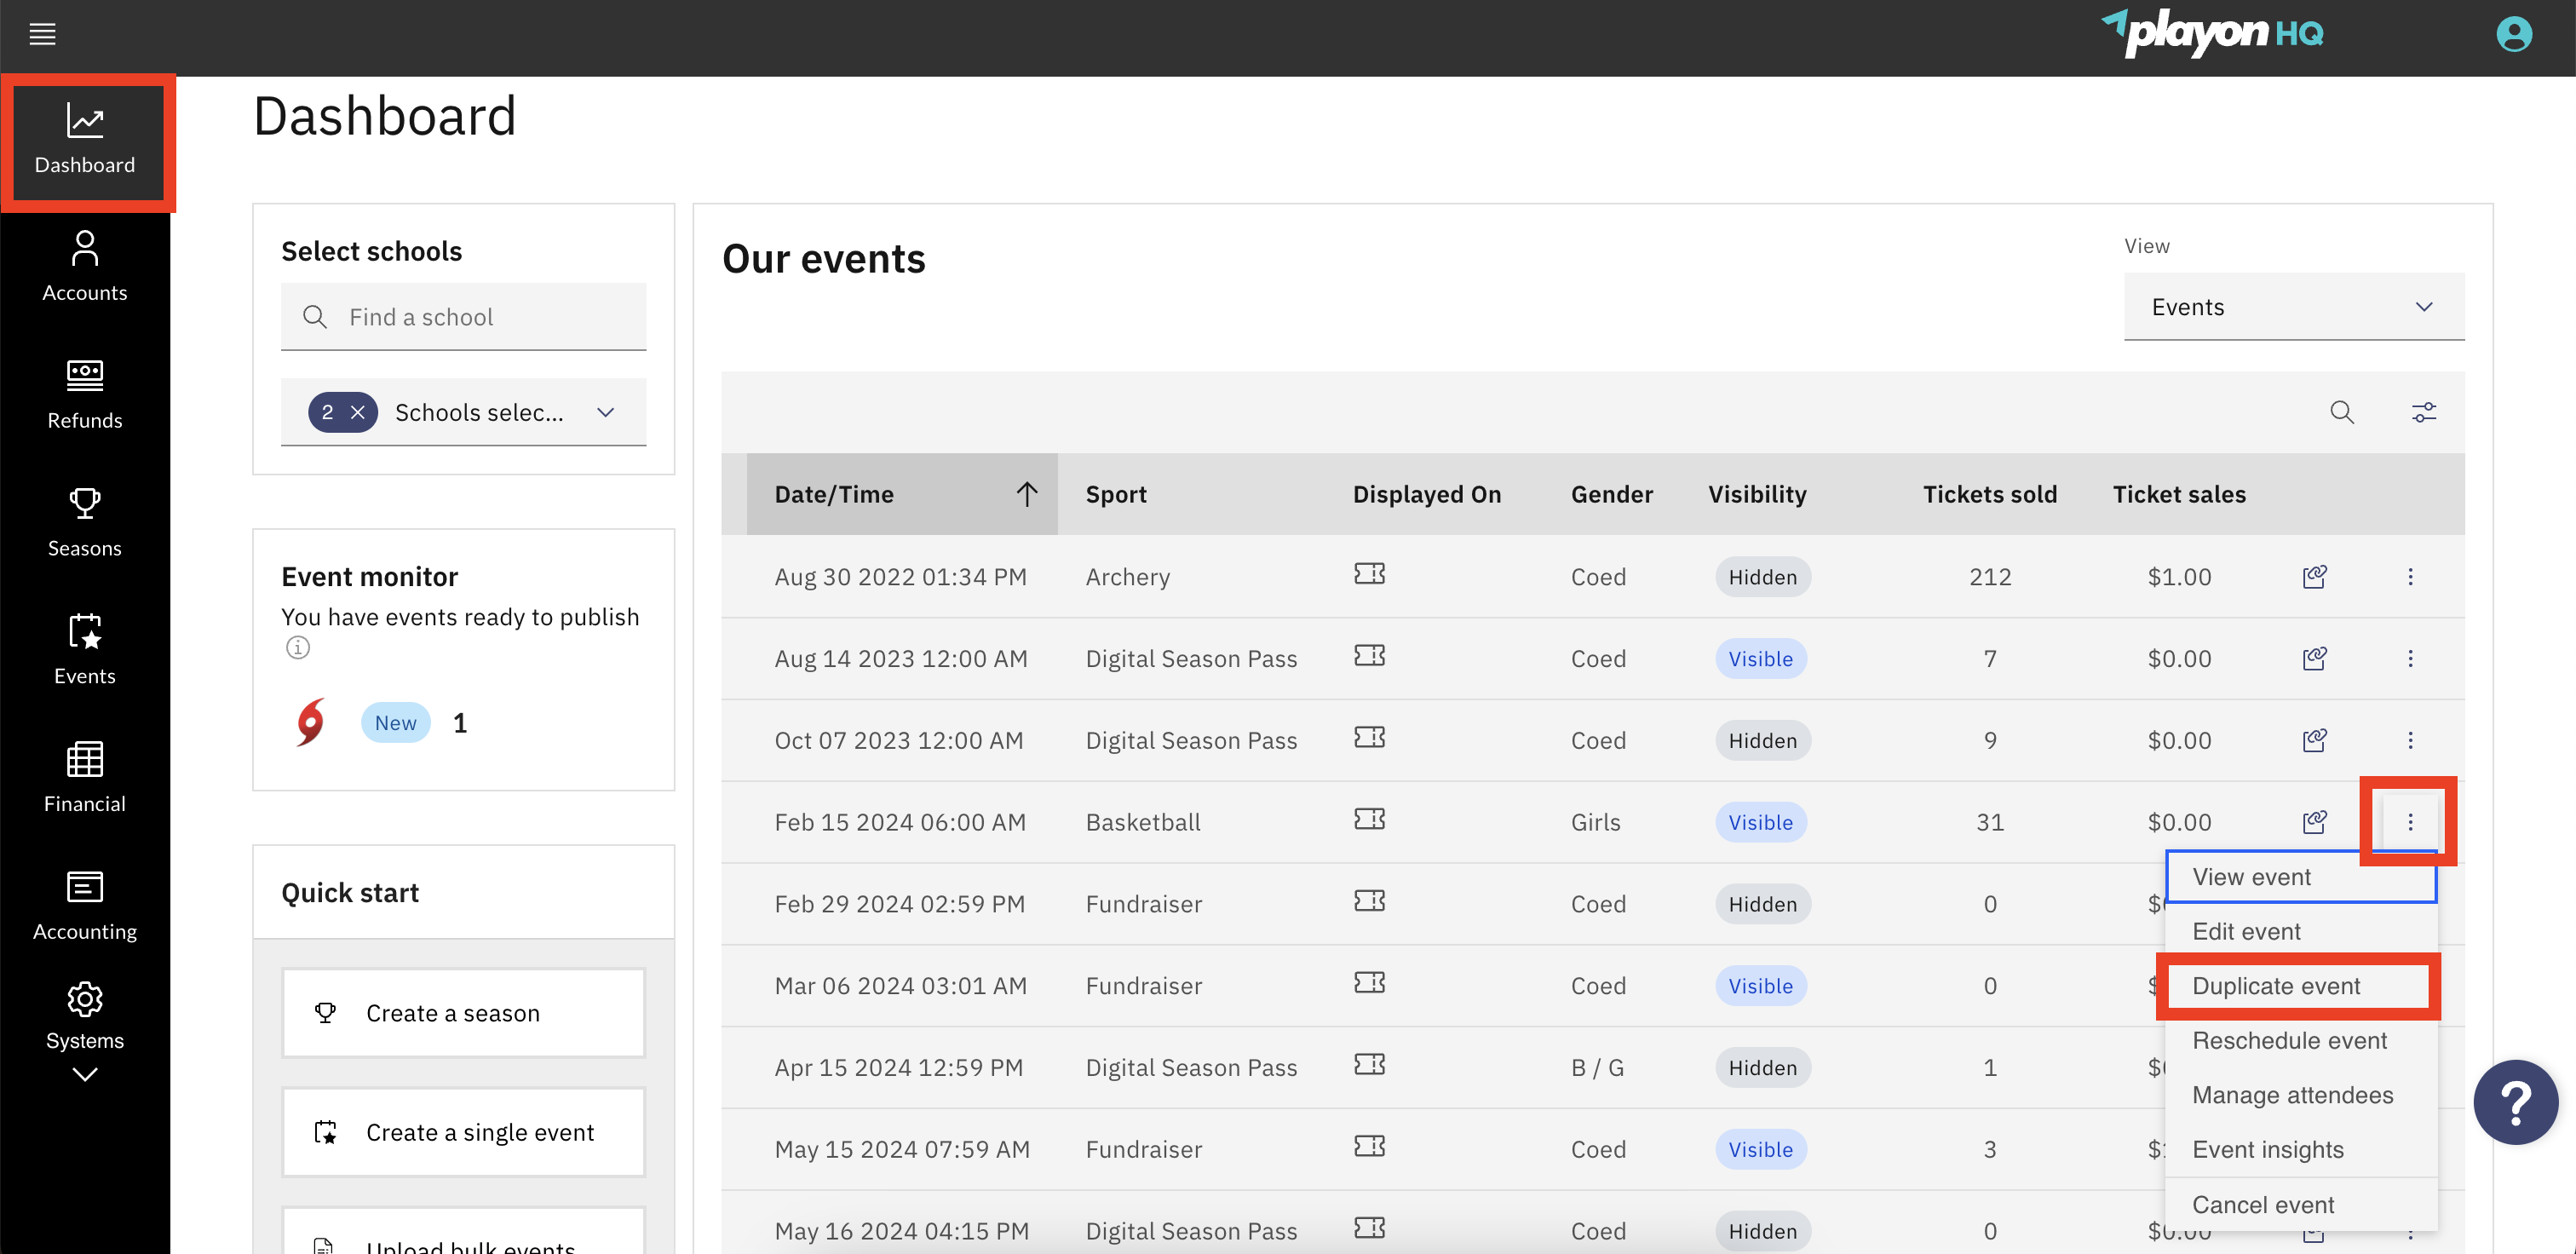 playon HQ
Dashboard
Accounts
Refunds
Seasons
Events
Financial
Accounting
Systems
Dashboard
Select schools
Find a school
2 Schools selec...
Event monitor
You have events ready to publish
New 1
Quick start
Create a season
Create a single event
Upload bulk events
Our events
View
Events
Date/Time Sport Displayed On Gender Visibility Tickets sold Ticket sales
Aug 30 2022 01:34 PM Archery Coed Hidden 212 $1.00
Aug 14 2023 12:00 AM Digital Season Pass Coed Visible 7 $0.00
Oct 07 2023 12:00 AM Digital Season Pass Coed Hidden 9 $0.00
Feb 15 2024 06:00 AM Basketball Girls Visible 31 $0.00
Feb 29 2024 02:59 PM Fundraiser Coed Hidden 0
Mar 06 2024 03:01 AM Fundraiser Coed Visible 0
Apr 15 2024 12:59 PM Digital Season Pass B / G Hidden 1
May 15 2024 07:59 AM Fundraiser Coed Visible 3
May 16 2024 04:15 PM Digital Season Pass Coed Hidden 0 $0.00
View event
Edit event
Duplicate event
Reschedule event
Manage attendees
Event insights
Cancel event
?